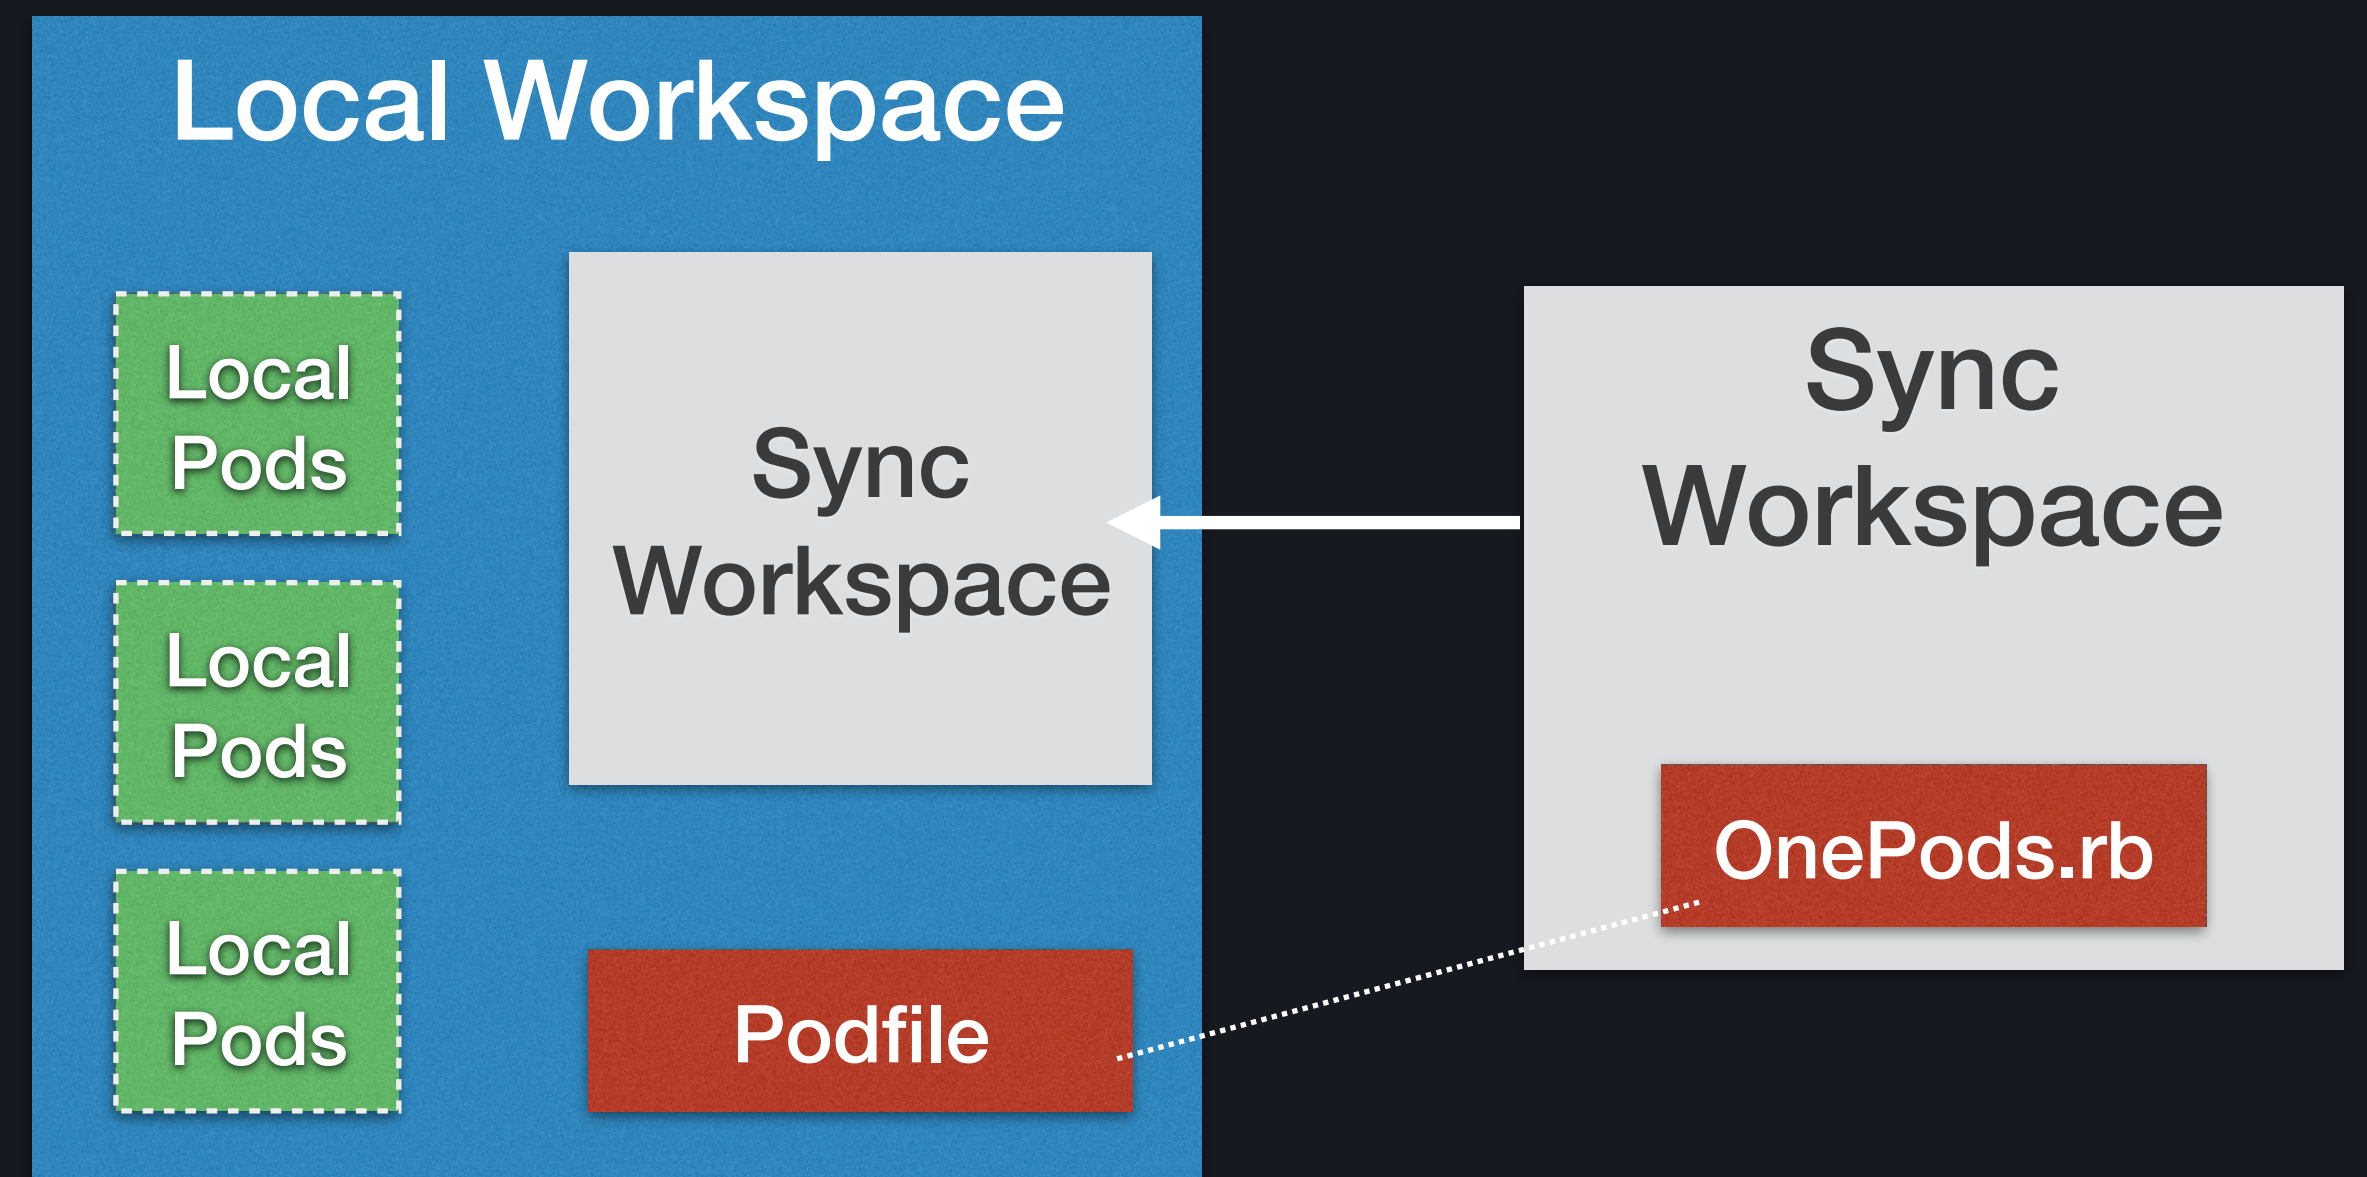 Local Workspace
Local
Pods
Local
Pods
Local
Pods
Sync
Workspace
Podfile
Sync
Workspace
OnePods.rb